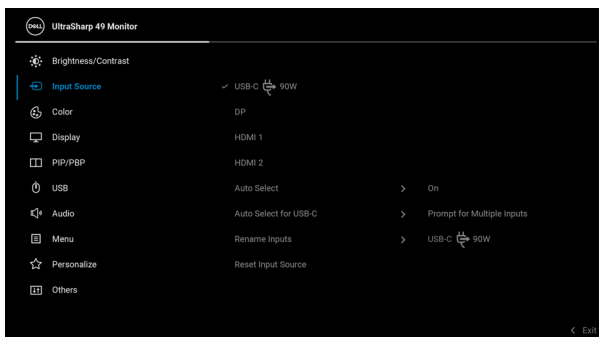 DELL UltraSharp 49 Monitor
Brightness/Contrast
Input Source ✓ USB-C 90W
Color DP
Display HDMI 1
PIP/PBP HDMI 2
USB Auto Select > On
Audio Auto Select for USB-C > Prompt for Multiple Inputs
Menu Rename Inputs > USB-C 90W
Personalize Reset Input Source
Others
< Exit